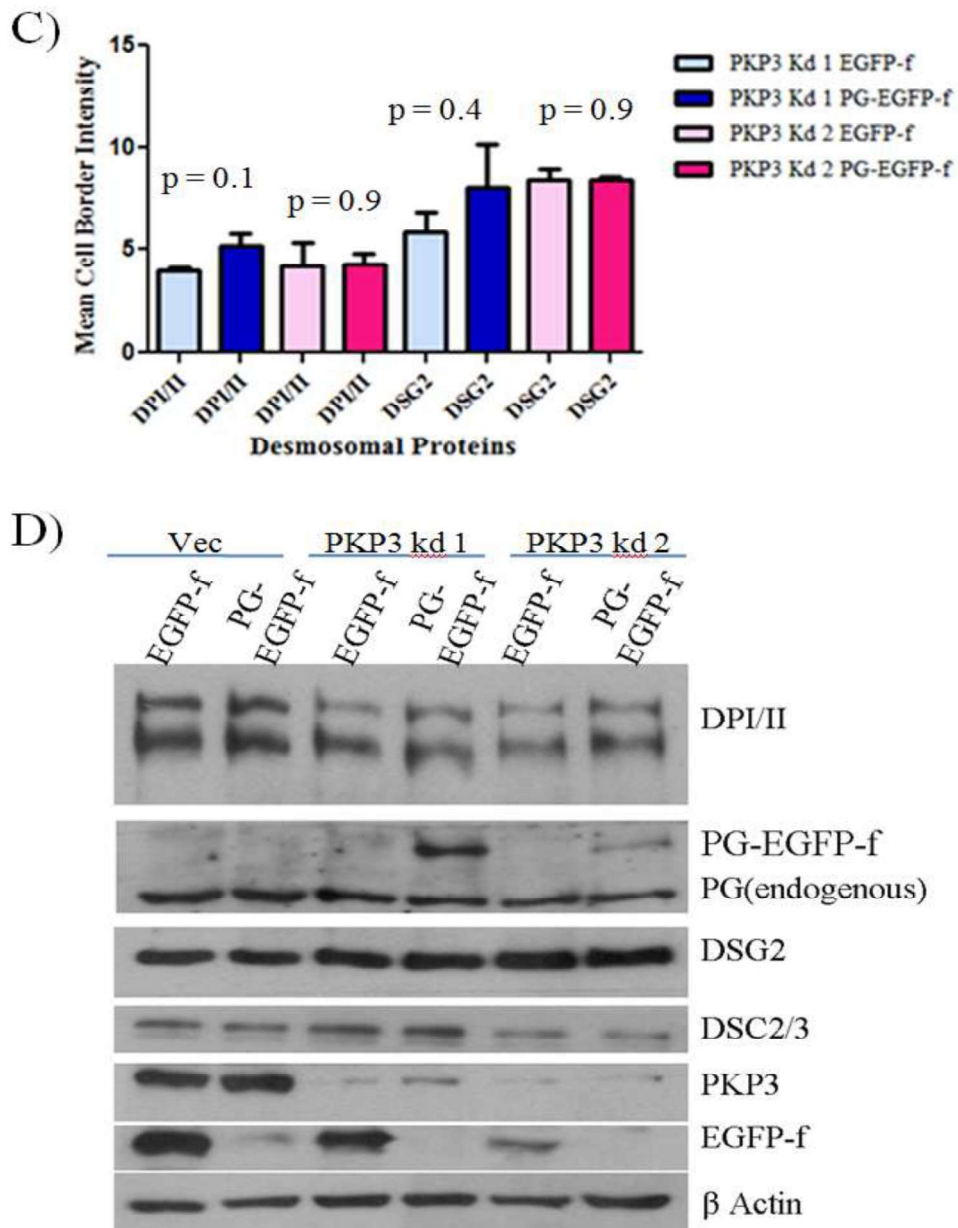 C)
15
10
5
0
Mean Cell Border Intensity
p = 0.1
p = 0.9
p = 0.4
p = 0.9
DPI/II
DPI/II
DPI/II
DPI/II
DSG2
DSG2
DSG2
DSG2
Desmosomal Proteins
PKP3 Kd 1 EGFP-f
PKP3 Kd 1 PG-EGFP-f
PKP3 Kd 2 EGFP-f
PKP3 Kd 2 PG-EGFP-f
D)
Vec
PKP3 kd 1
PKP3 kd 2
EGFP-f
PG-
EGFP-f
EGFP-f
PG-
EGFP-f
EGFP-f
PG-
EGFP-f
DPI/II
PG-EGFP-f
PG(endogenous)
DSG2
DSC2/3
PKP3
EGFP-f
β Actin